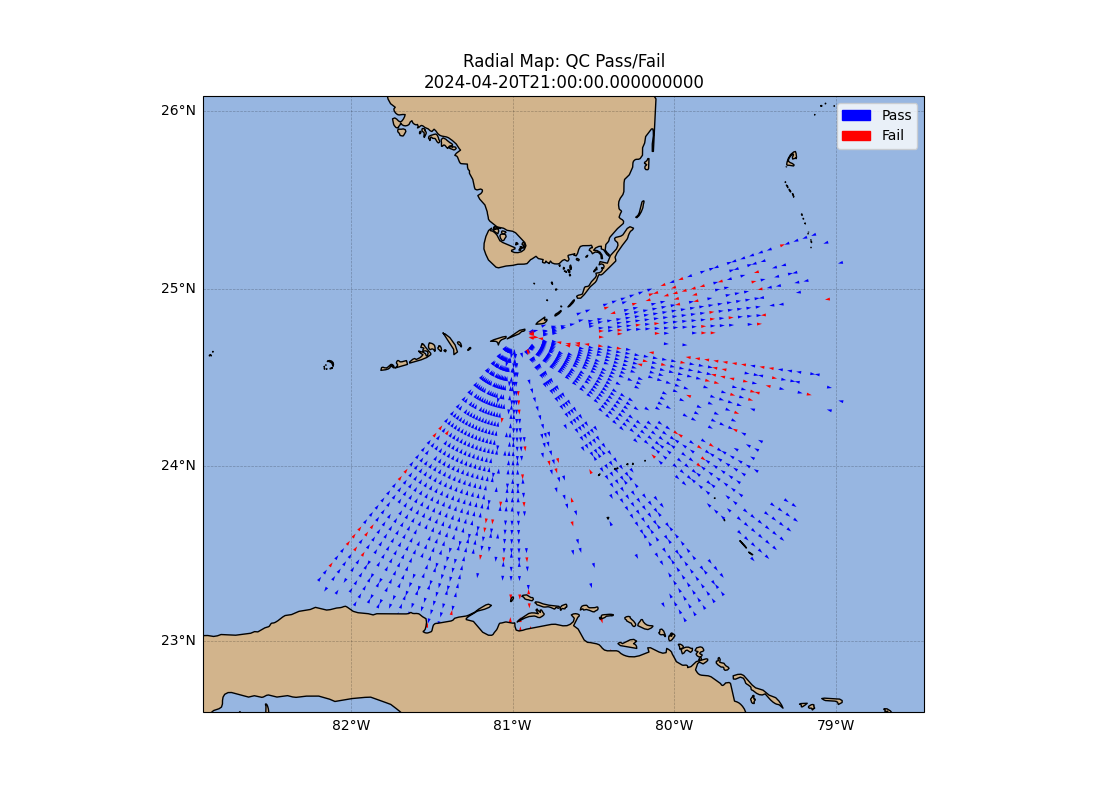 Radial Map: QC Pass/Fail
2024-04-20T21:00:00.000000000
26°N
25°N
24°N
23°N
82°W
81°W
80°W
79°W
Pass
Fail